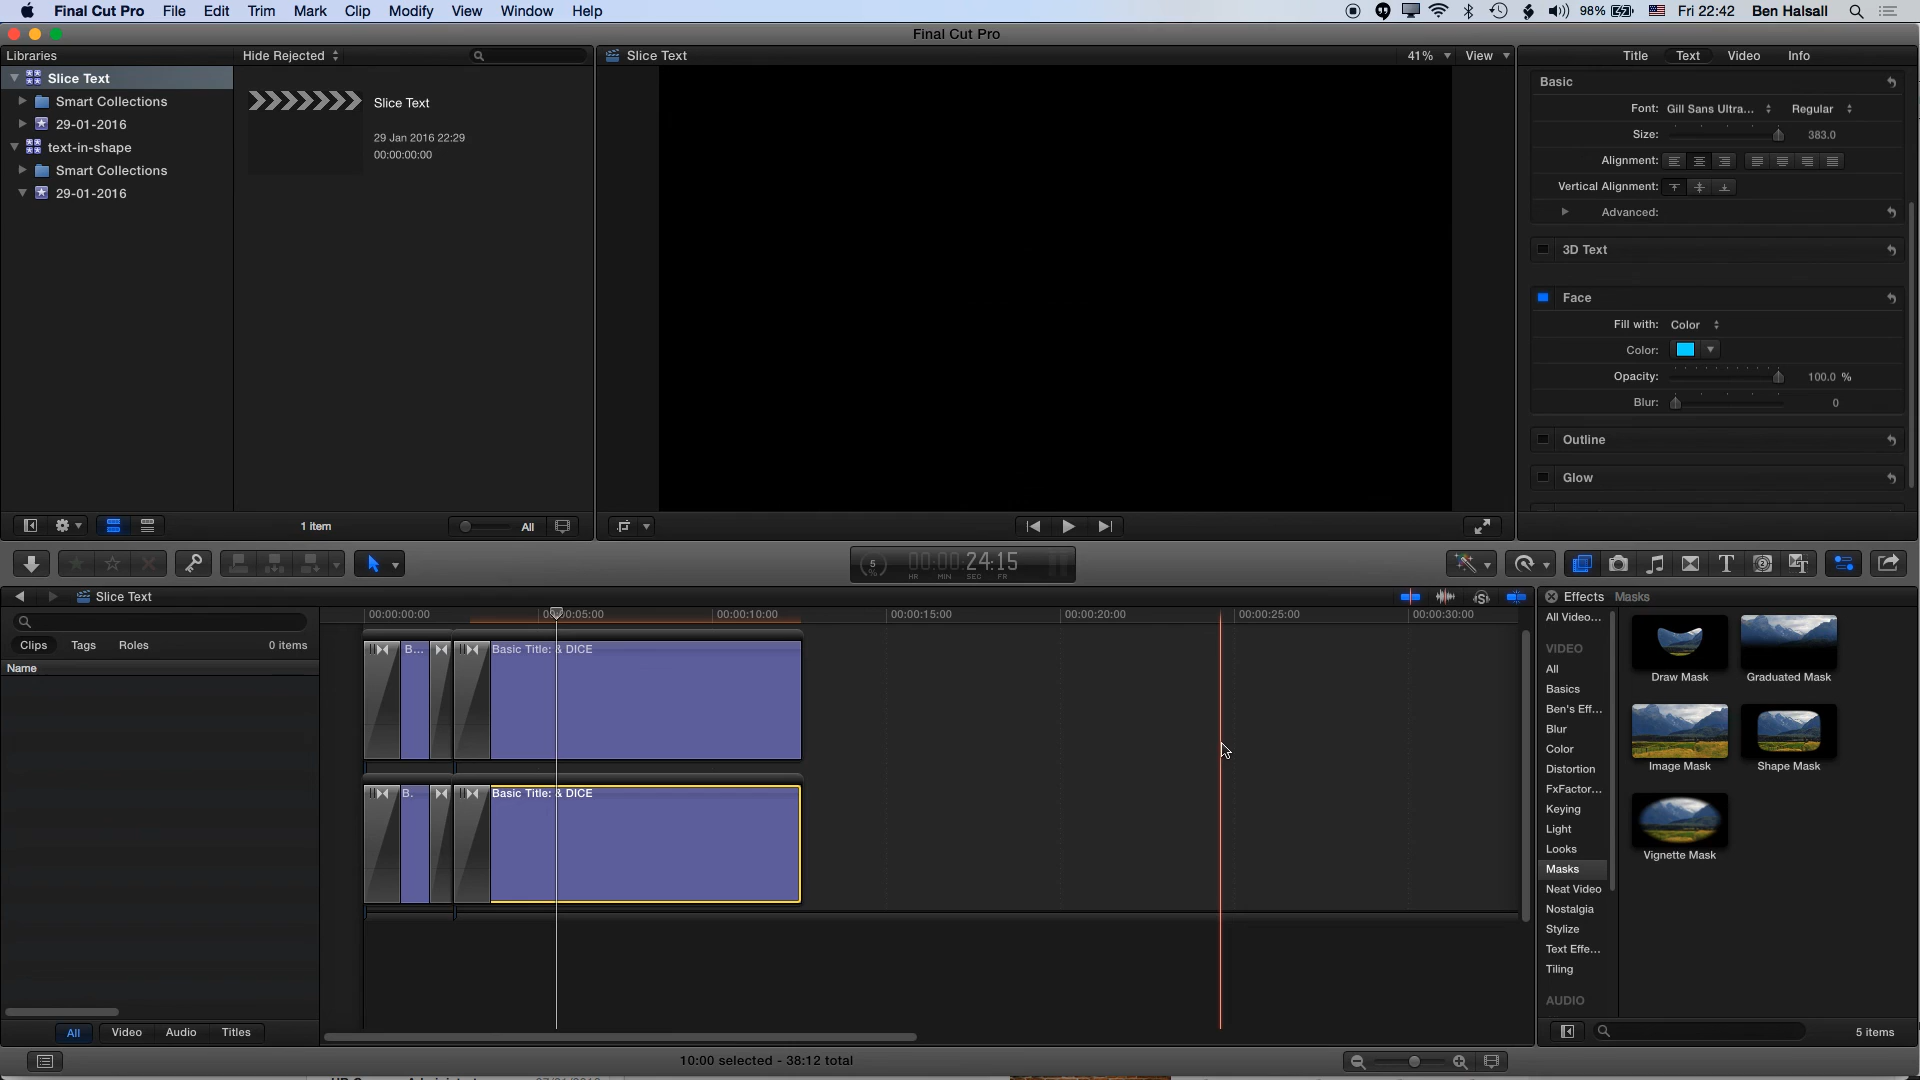 Final Cut Pro File Edit Trim Mark Clip Modify View Window Help 98% Fri 22:42 Ben Halsall
Final Cut Pro
Libraries Hide Rejected Slice Text 41% View Title Text Video Info
Slice Text
Smart Collections
29-01-2016
text-in-shape
Smart Collections
29-01-2016
Slice Text
29 Jan 2016 22:29
00:00:00:00
Basic
Font: Gill Sans Ultra... Regular
Size: 383.0
Alignment:
Vertical Alignment:
Advanced:
3D Text
Face
Fill with: Color
Color:
Opacity: 100.0 %
Blur: 0
Outline
Glow
1 item All
5 % 00:00:24:15
HR MIN SEC FR
Slice Text
Clips Tags Roles 0 items
Name
All Video Audio Titles
00:00:00:00 00:00:05:00 00:00:10:00 00:00:15:00 00:00:20:00 00:00:25:00 00:00:30:00
B... Basic Title: & DICE
B. Basic Title: & DICE
Effects Masks
All Video...
VIDEO
All
Basics
Ben's Eff...
Blur
Color
Distortion
FxFactor...
Keying
Light
Looks
Masks
Neat Video
Nostalgia
Stylize
Text Effe...
Tiling
AUDIO
Draw Mask Graduated Mask
Image Mask Shape Mask
Vignette Mask
5 items
10:00 selected - 38:12 total